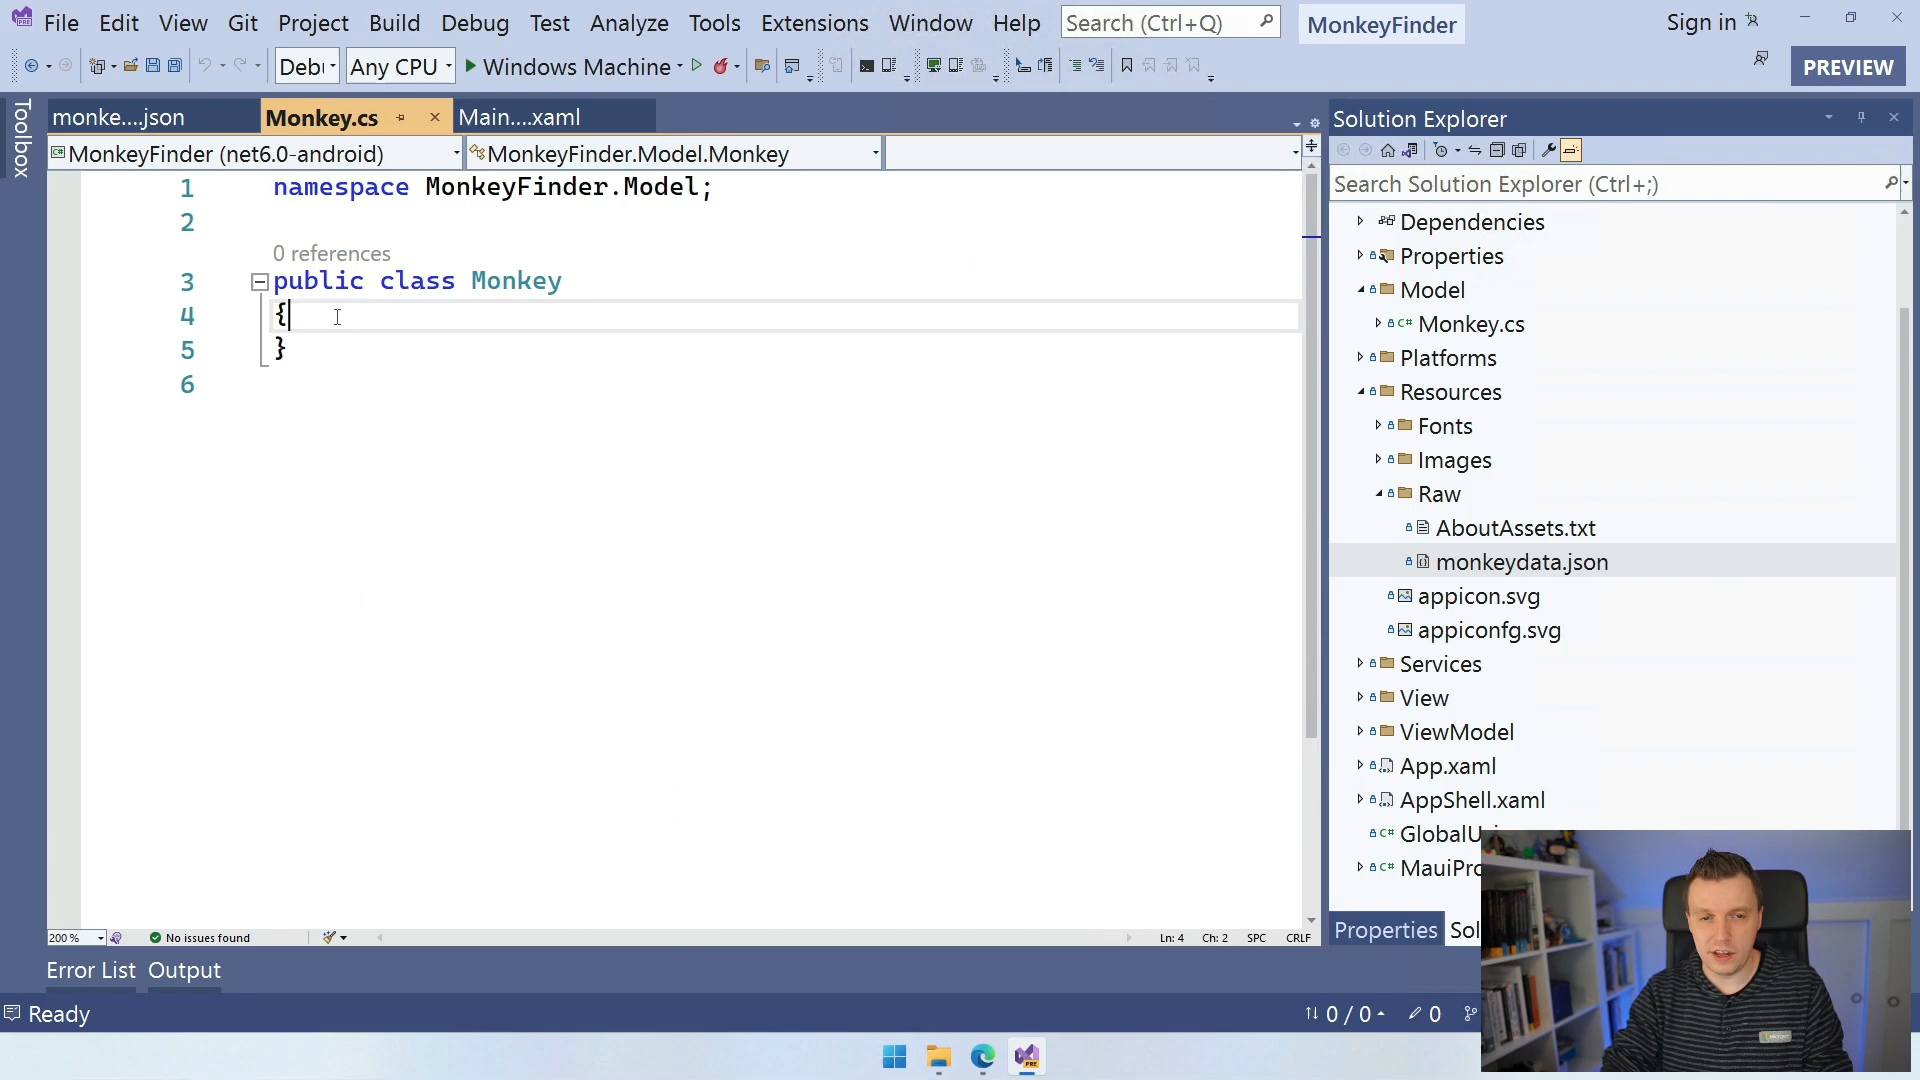 File Edit View Git Project Build Debug Test Analyze Tools Extensions Window Help Search (Ctrl+Q) MonkeyFinder Sign in
Any CPU Windows Machine PREVIEW
Toolbox
monke....json Monkey.cs Main....xaml
MonkeyFinder (net6.0-android) MonkeyFinder.Model.Monkey
1 namespace MonkeyFinder.Model;
2
0 references
3 public class Monkey
4 {
5 }
6
200 % No issues found Ln: 4 Ch: 2 SPC CRLF
Error List Output
Ready 0 / 0 0
Solution Explorer
Search Solution Explorer (Ctrl+;)
Dependencies
Properties
Model
C# Monkey.cs
Platforms
Resources
Fonts
Images
Raw
AboutAssets.txt
monkeydata.json
appicon.svg
appiconfg.svg
Services
View
ViewModel
App.xaml
AppShell.xaml
C# GlobalU
C# MauiPr
Properties Sol
PRE